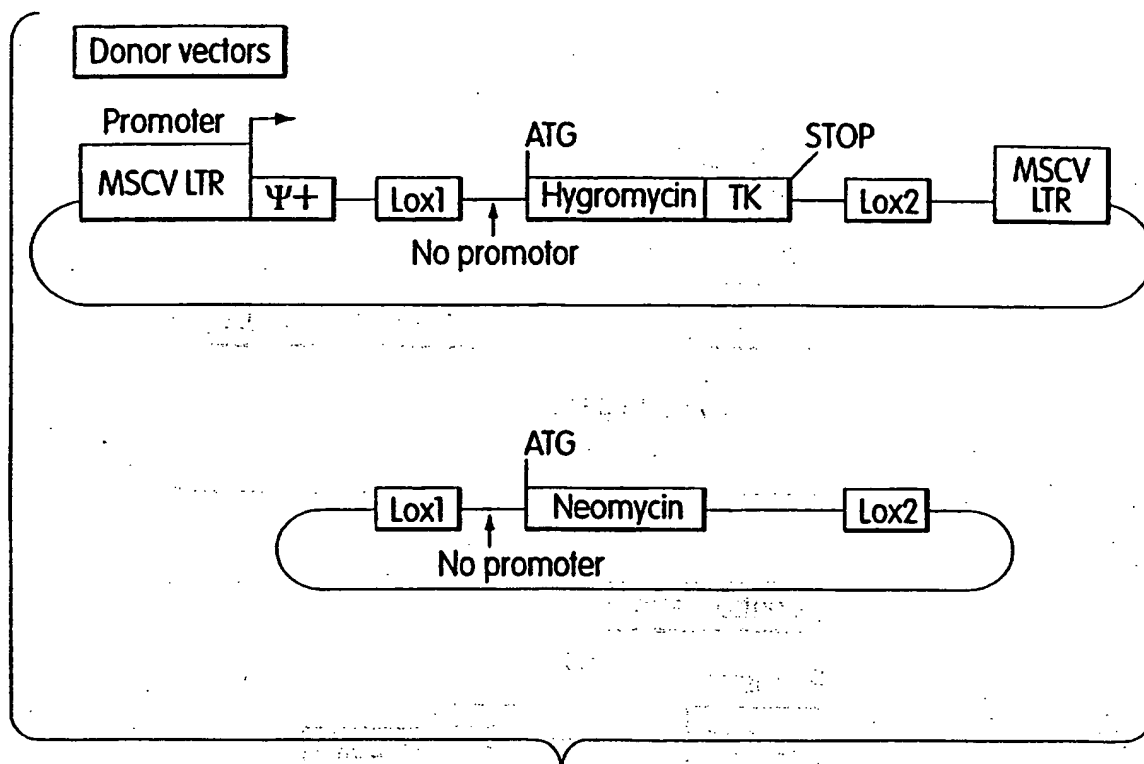 Donor vectors
Promoter
ATG
STOP
MSCV LTR
Ψ+
Lox1
Hygromycin
TK
Lox2
MSCV
LTR
No promotor
ATG
Lox1
Neomycin
Lox2
No promoter